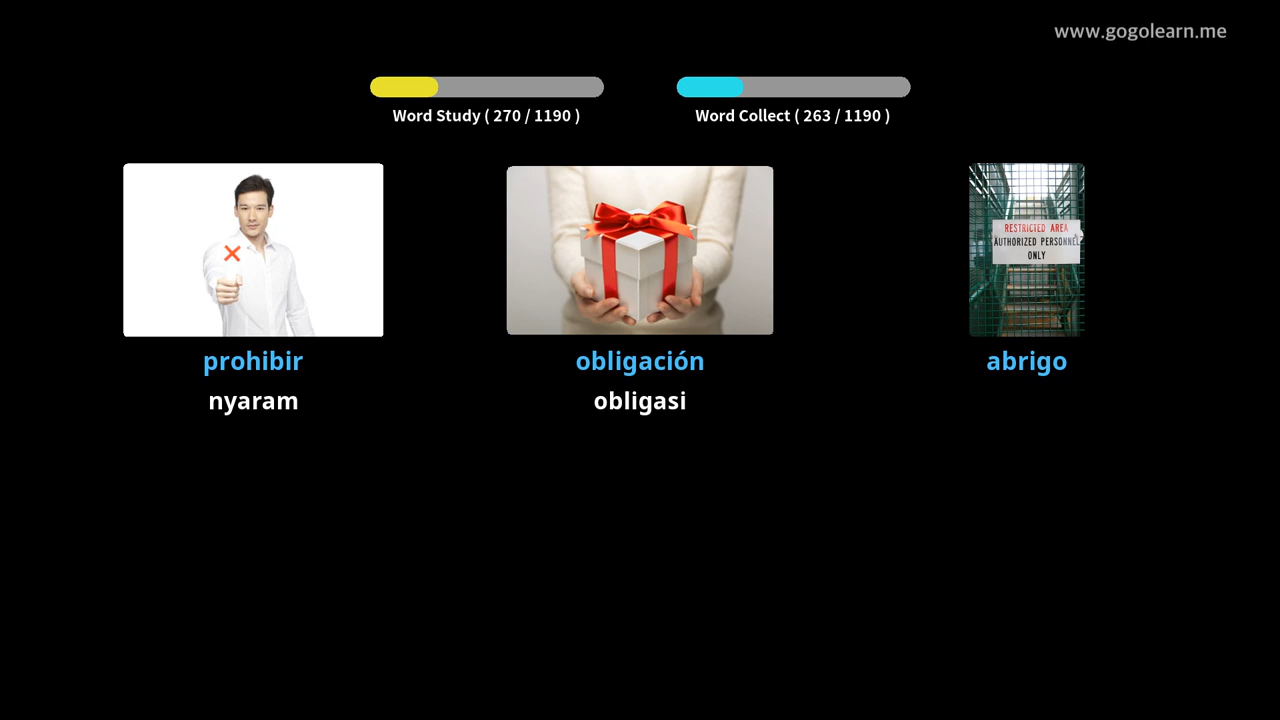 www.gogolearn.me
Word Study ( 270 / 1190 )
Word Collect ( 263 / 1190 )
RESTRICTED AREA
AUTHORIZED PERSONNEL
ONLY
prohibir
obligación
abrigo
nyaram
obligasi